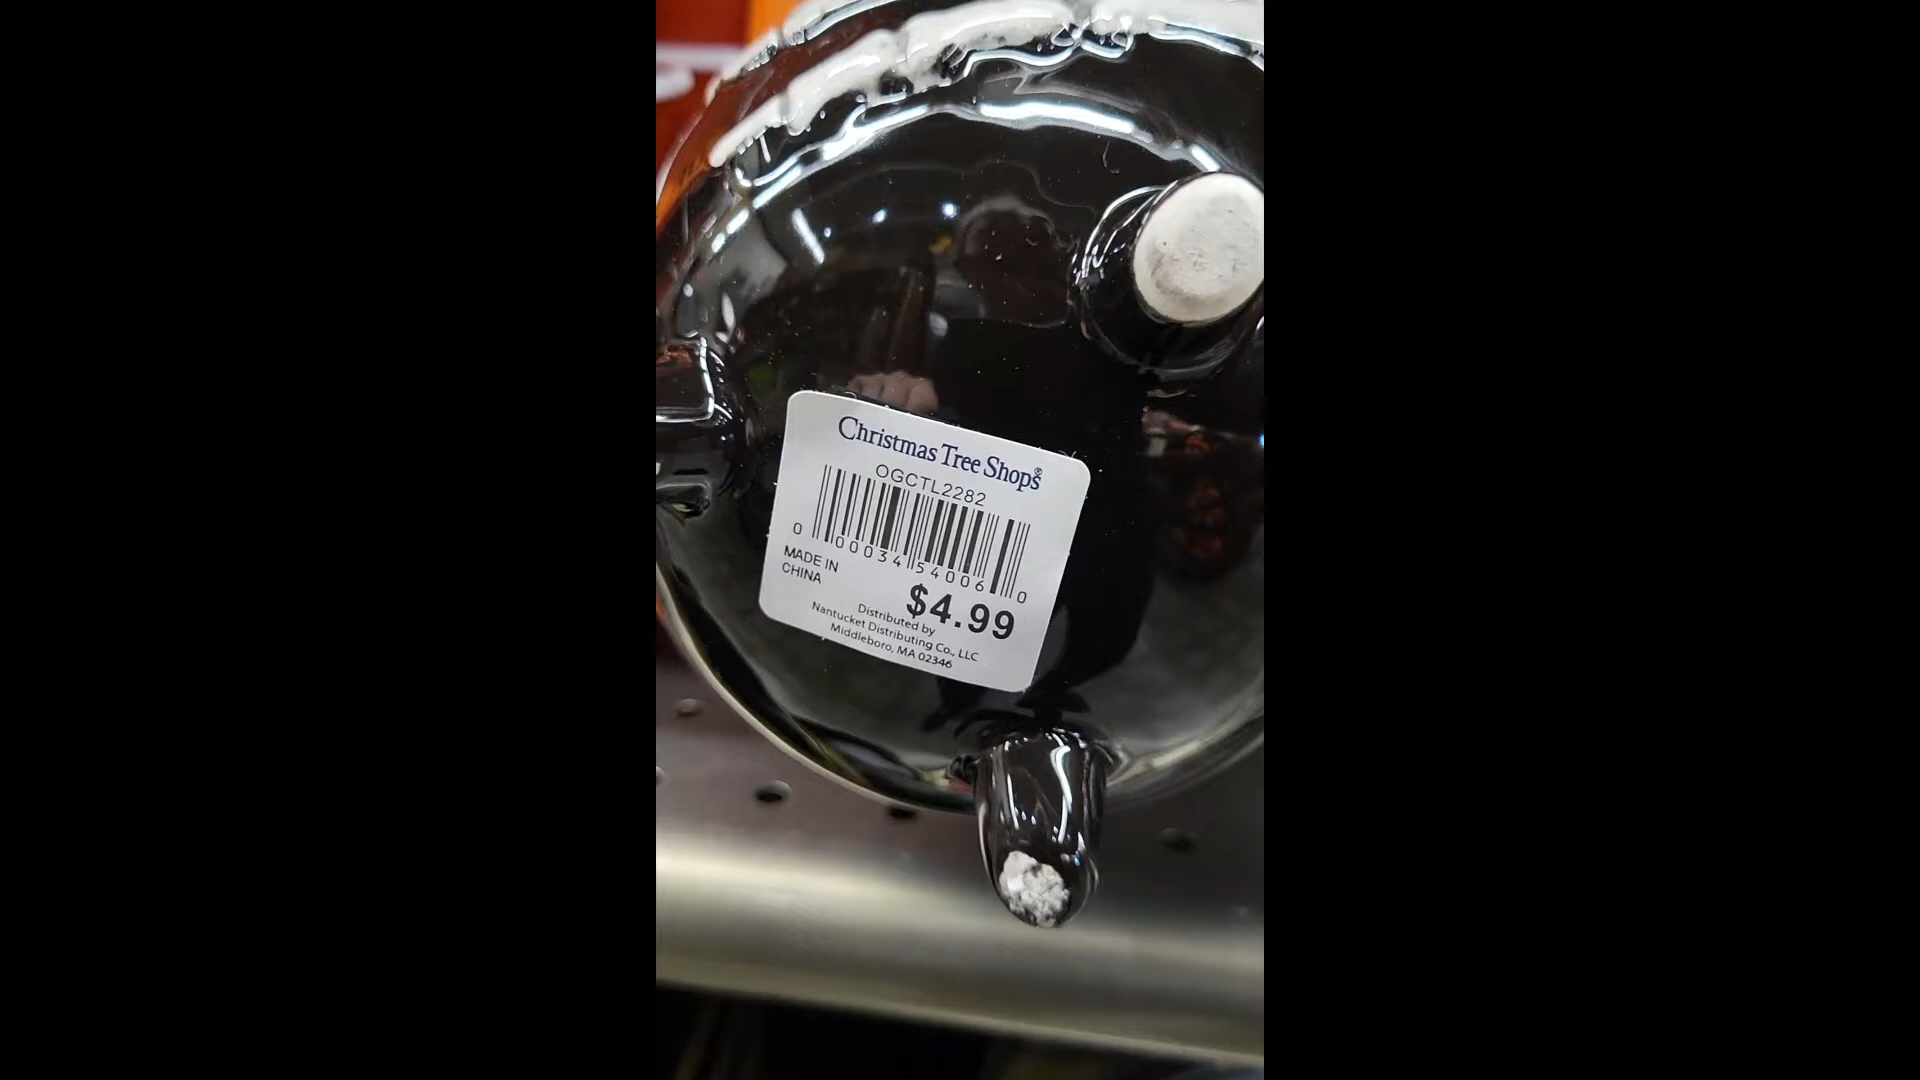 Christmas Tree Shops®
OGCTL2282
0 00034 54006 0
MADE IN
CHINA
$4.99
Distributed by
Nantucket Distributing Co., LLC
Middleboro, MA 02346